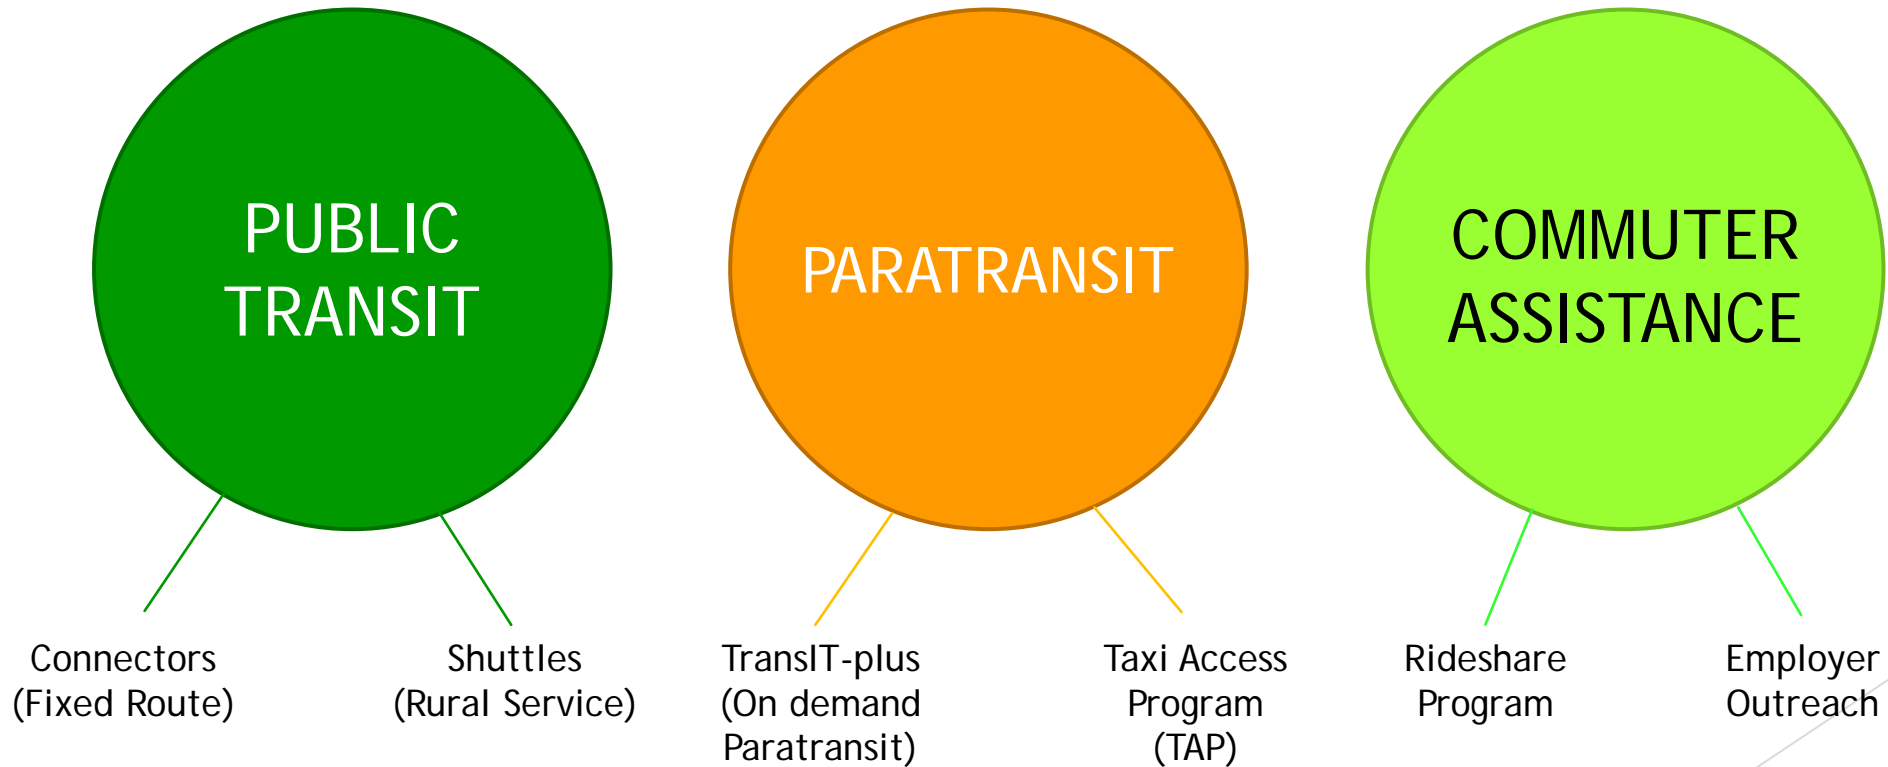 PUBLIC
TRANSIT
PARATRANSIT
COMMUTER
ASSISTANCE
Connectors
(Fixed Route)
Shuttles
(Rural Service)
TransIT-plus
(On demand
Paratransit)
Taxi Access
Program
(TAP)
Rideshare
Program
Employer
Outreach